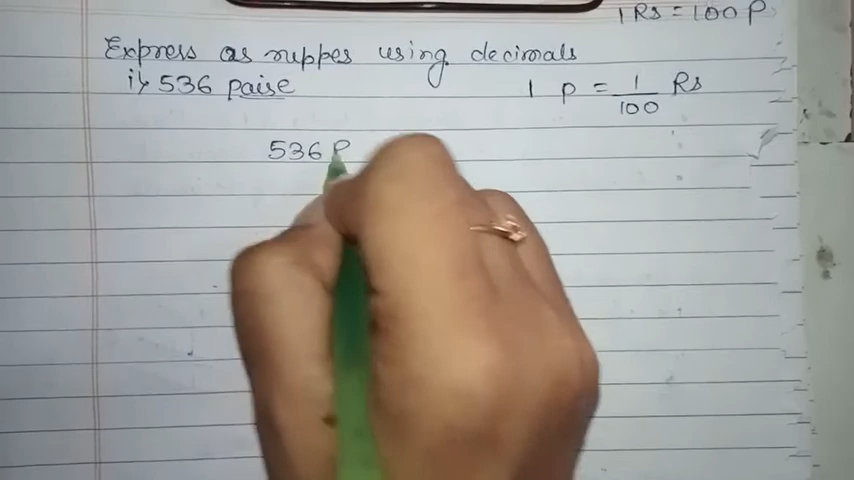 1 Rs = 100 P
Express as ruppes using decimals
i) 536 paise
1 p = 1/100 Rs
536 P